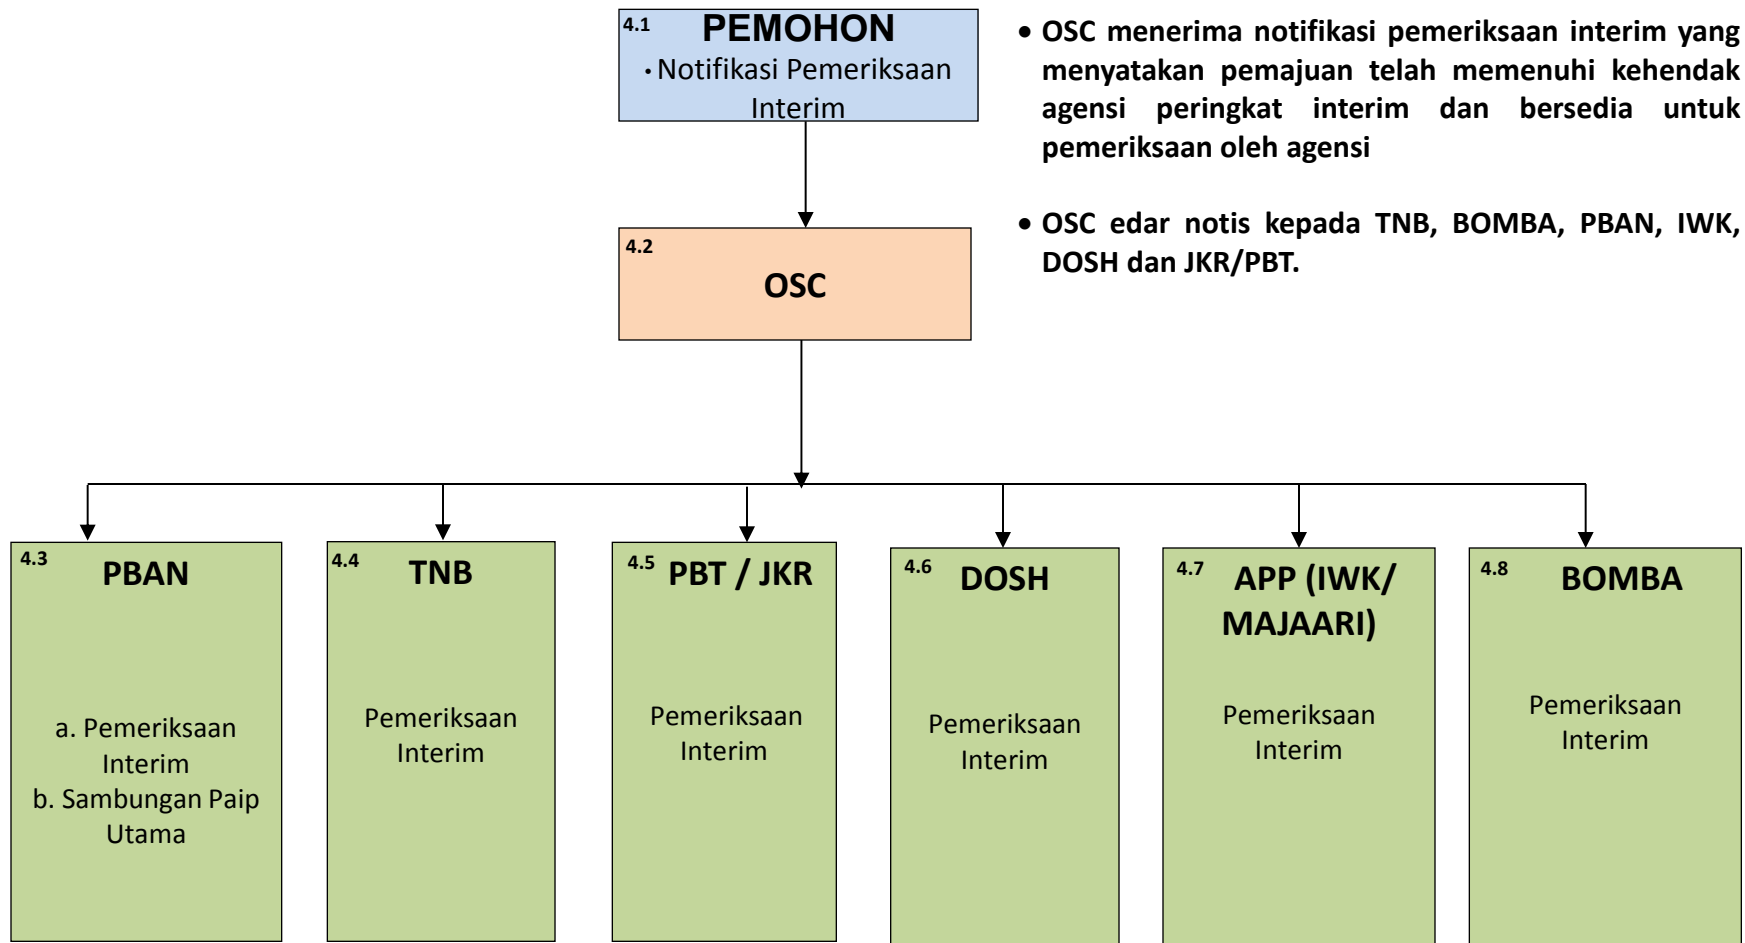 4.1 PEMOHON
• Notifikasi Pemeriksaan
Interim
• OSC menerima notifikasi pemeriksaan interim yang
menyatakan pemajuan telah memenuhi kehendak
agensi peringkat interim dan bersedia untuk
pemeriksaan oleh agensi
• OSC edar notis kepada TNB, BOMBA, PBAN, IWK,
DOSH dan JKR/PBT.
4.2
OSC
4.3 PBAN
a. Pemeriksaan
Interim
b. Sambungan Paip
Utama
4.4 TNB
Pemeriksaan
Interim
4.5 PBT / JKR
Pemeriksaan
Interim
4.6 DOSH
Pemeriksaan
Interim
4.7 APP (IWK/
MAJAARI)
Pemeriksaan
Interim
4.8 BOMBA
Pemeriksaan
Interim